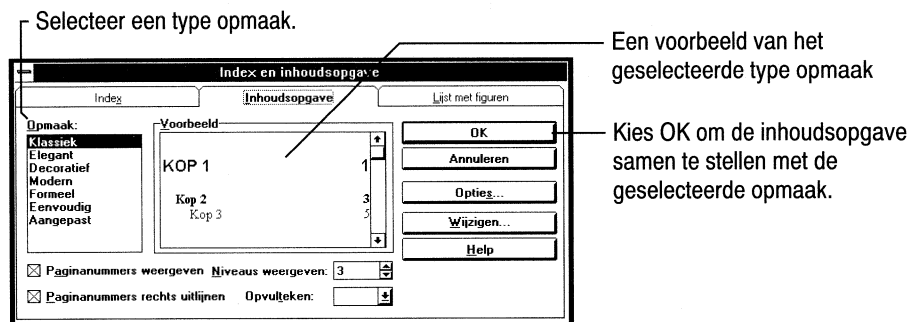 Selecteer een type opmaak.
Een voorbeeld van het
geselecteerde type opmaak
Index en inhoudsopgave
Index
Inhoudsopgave
Lijst met figuren
Opmaak:
Klassiek
Elegant
Decoratief
Modern
Formeel
Eenvoudig
Aangepast
Voorbeeld
KOP 1 1
Kop 2 3
Kop 3 5
OK
Annuleren
Opties...
Wijzigen...
Help
Kies OK om de inhoudsopgave
samen te stellen met de
geselecteerde opmaak.
Paginanummers weergeven Niveaus weergeven: 3
Paginanummers rechts uitlijnen Opvulteken: